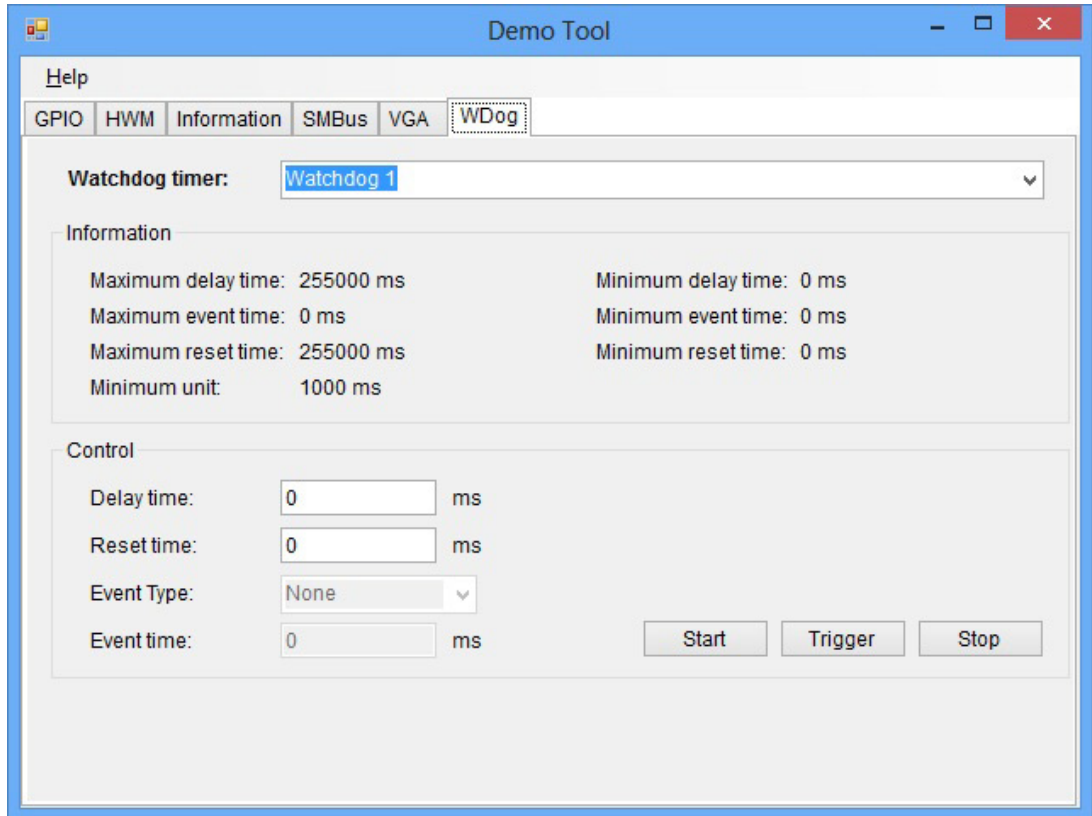 Demo Tool
Help
GPIO HWM Information SMBus VGA WDog
Watchdog timer: Watchdog 1
Information
Maximum delay time: 255000 ms Minimum delay time: 0 ms
Maximum event time: 0 ms Minimum event time: 0 ms
Maximum reset time: 255000 ms Minimum reset time: 0 ms
Minimum unit: 1000 ms
Control
Delay time: 0 ms
Reset time: 0 ms
Event Type: None
Event time: 0 ms Start Trigger Stop